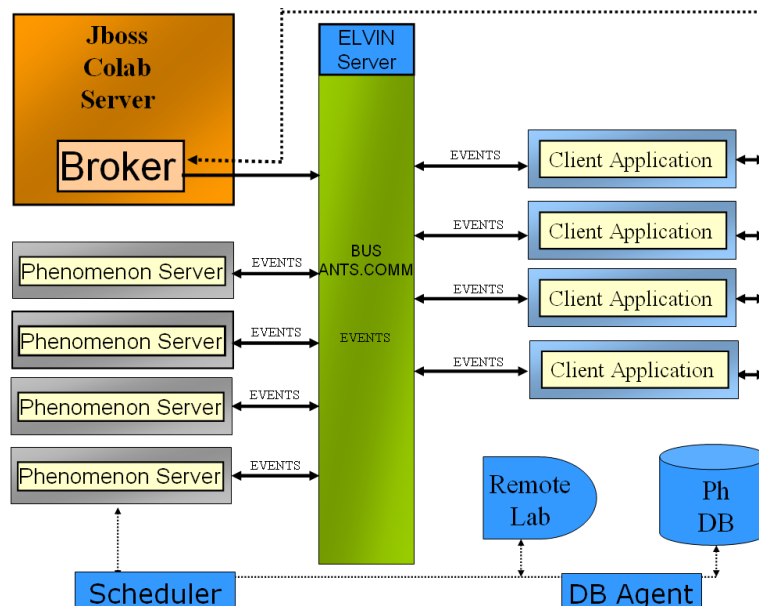 Jboss
Colab
Server
Broker
ELVIN
Server
BUS
ANTS.COMM
EVENTS
Phenomenon Server
EVENTS
Phenomenon Server
EVENTS
Phenomenon Server
EVENTS
Phenomenon Server
EVENTS
EVENTS
Client Application
EVENTS
Client Application
EVENTS
Client Application
EVENTS
Client Application
Remote
Lab
Ph
DB
Scheduler
DB Agent